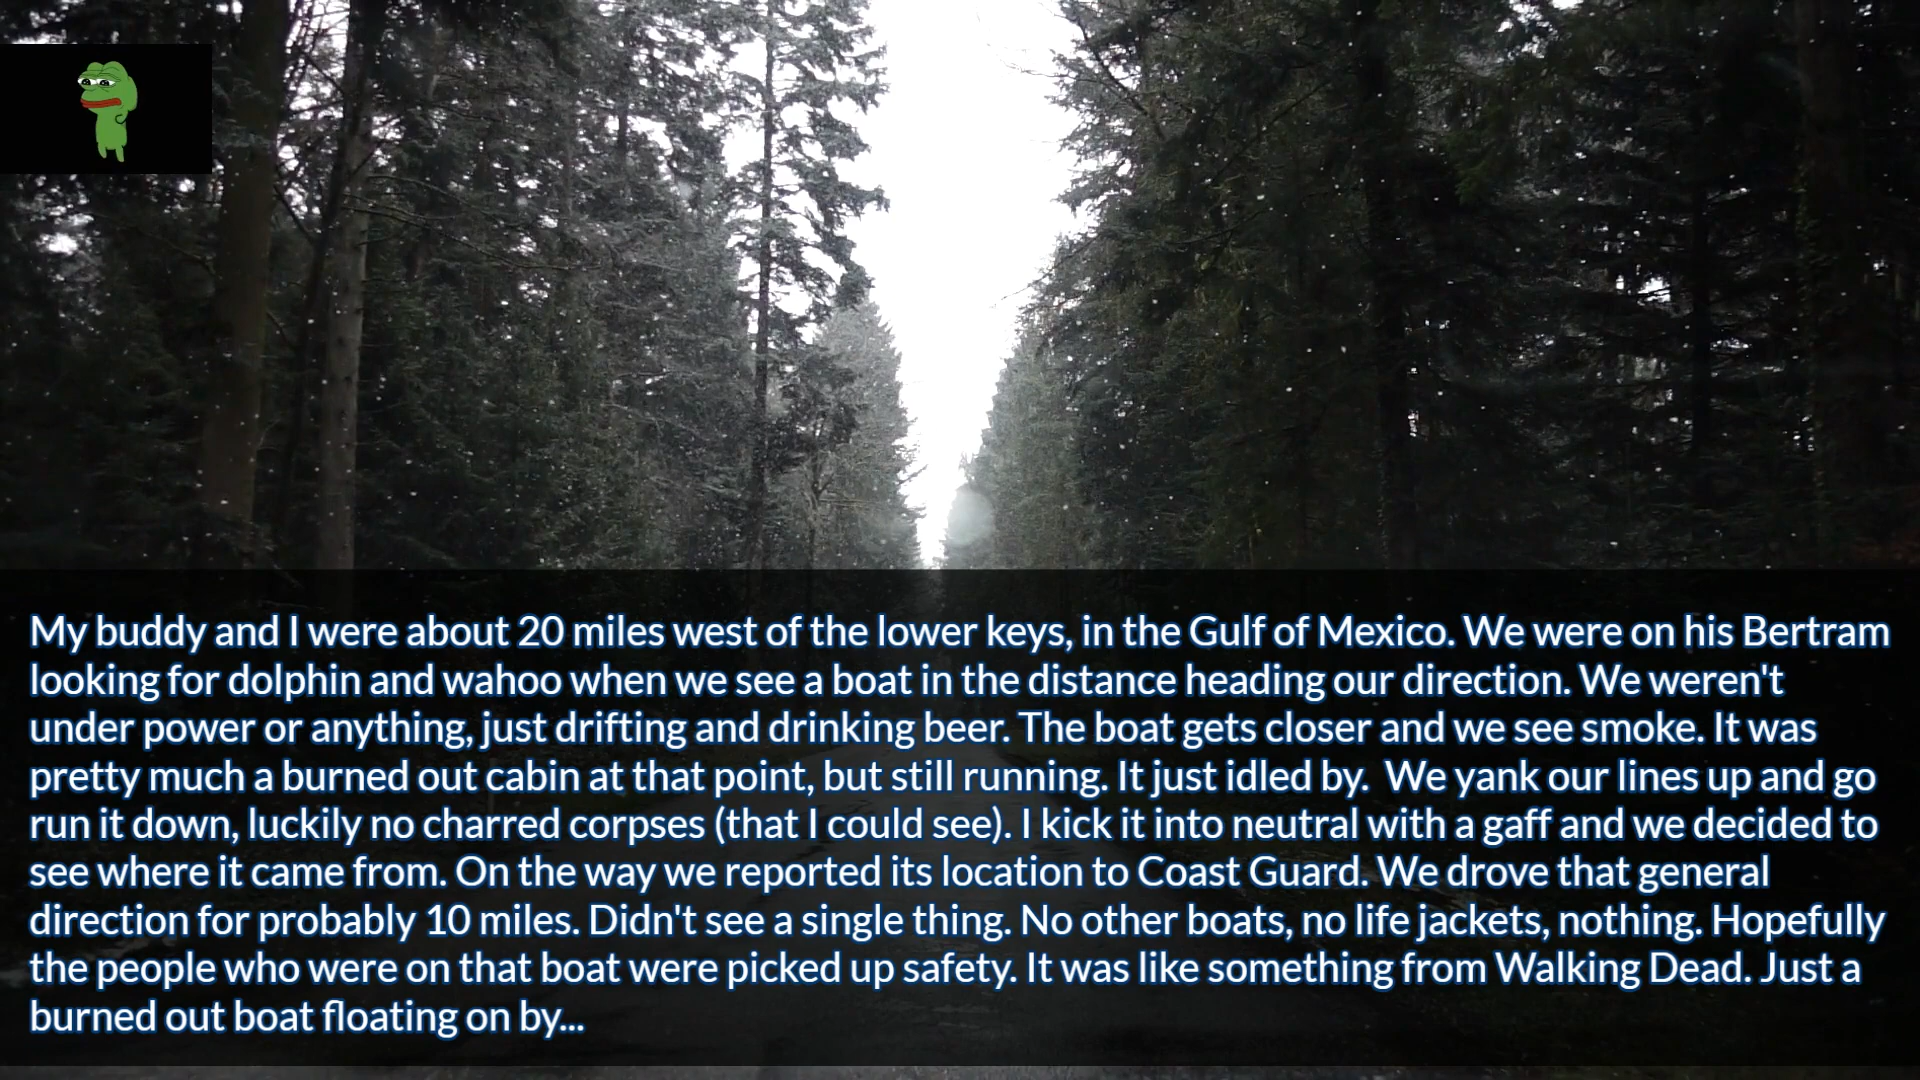 My buddy and I were about 20 miles west of the lower keys, in the Gulf of Mexico. We were on his Bertram
looking for dolphin and wahoo when we see a boat in the distance heading our direction. We weren't
under power or anything, just drifting and drinking beer. The boat gets closer and we see smoke. It was
pretty much a burned out cabin at that point, but still running. It just idled by.  We yank our lines up and go
run it down, luckily no charred corpses (that I could see). I kick it into neutral with a gaff and we decided to
see where it came from. On the way we reported its location to Coast Guard. We drove that general
direction for probably 10 miles. Didn't see a single thing. No other boats, no life jackets, nothing. Hopefully
the people who were on that boat were picked up safety. It was like something from Walking Dead. Just a
burned out boat floating on by...